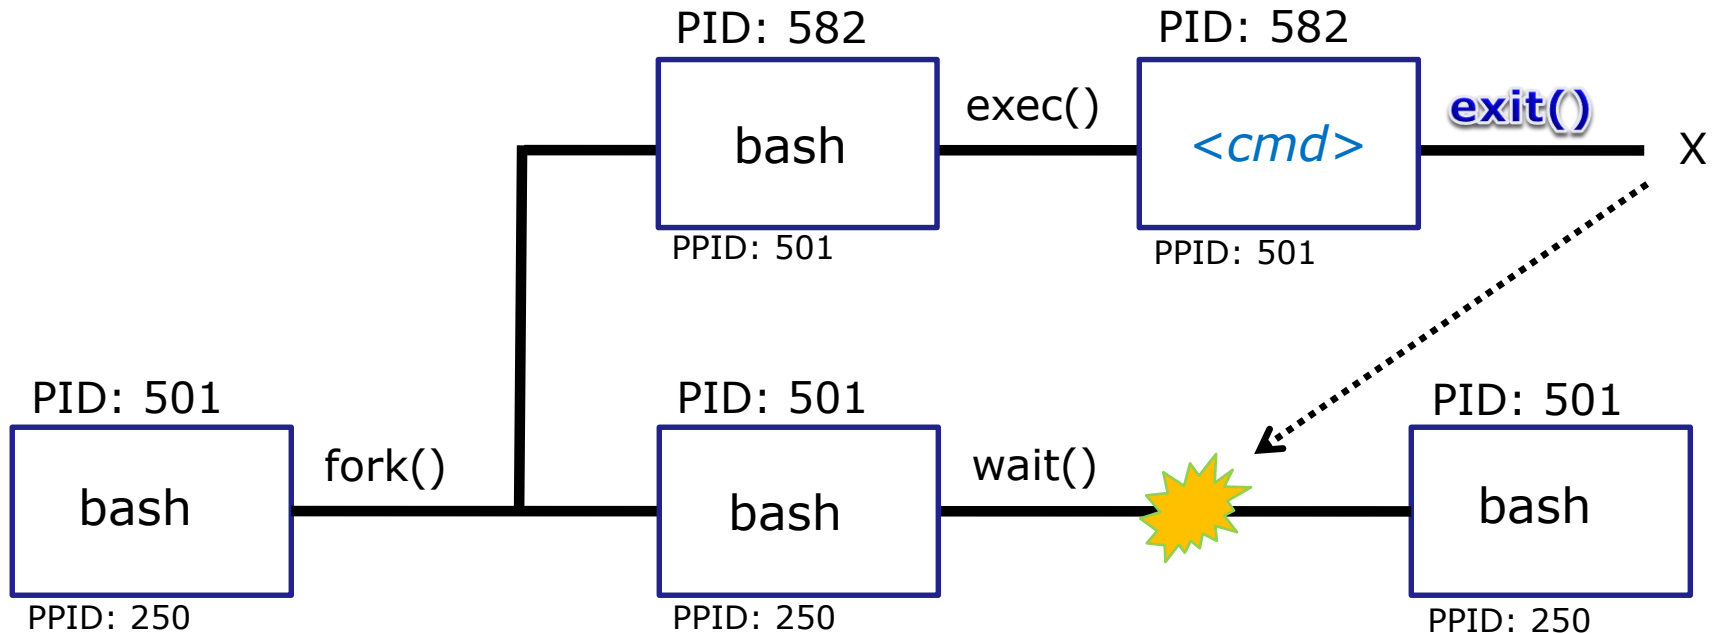 PID: 582
PID: 582
bash
exec()
<cmd>
exit()
X
PPID: 501
PPID: 501
PID: 501
PID: 501
PID: 501
bash
fork()
bash
wait()
bash
PPID: 250
PPID: 250
PPID: 250